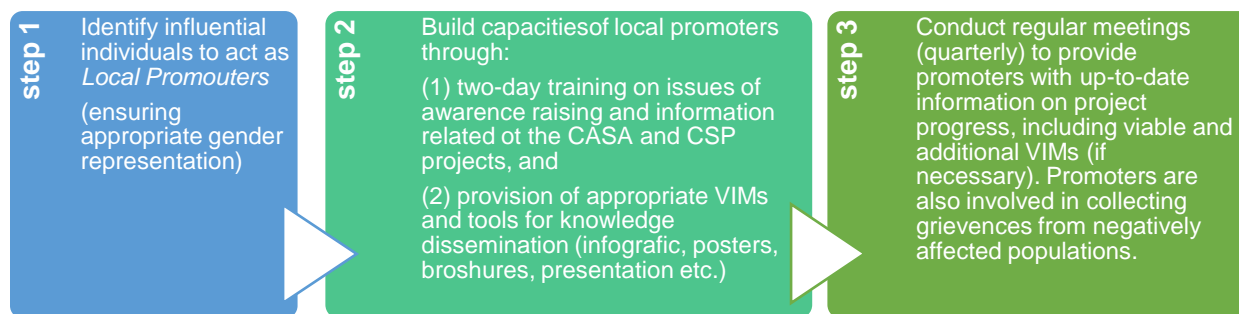 step 1
Identify influential
individuals to act as
Local Promouters
(ensuring
appropriate gender
representation)
step 2
Build capacitiesof local promoters
through:
(1) two-day training on issues of
awarence raising and information
related ot the CASA and CSP
projects, and
(2) provision of appropriate VIMs
and tools for knowledge
dissemination (infografic, posters,
broshures, presentation etc.)
step 3
Conduct regular meetings
(quarterly) to provide
promoters with up-to-date
information on project
progress, including viable and
additional VIMs (if
necessary). Promoters are
also involved in collecting
grievences from negatively
affected populations.